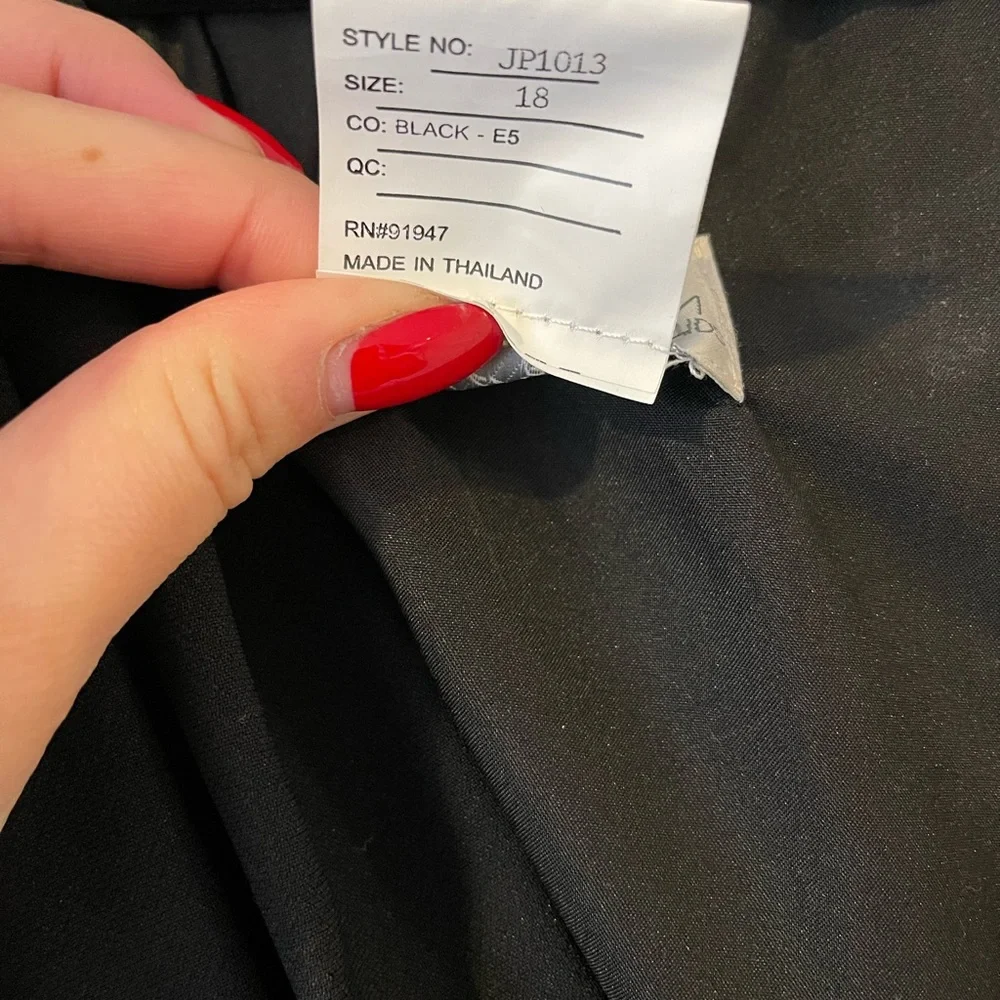 STYLE NO: JP1013
SIZE: 18
CO: BLACK - E5
QC:
RN#91947
MADE IN THAILAND